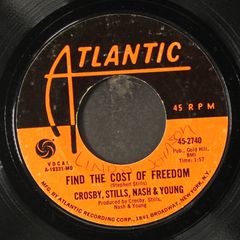 ATLANTIC
45 RPM
45-2740
Pub., Gold Hill,
BMI
Time: 1:57
VOCAL
A-19331-MO
FIND THE COST OF FREEDOM
(Stephen Stills)
CROSBY, STILLS, NASH & YOUNG
Produced by Crosby, Stills,
Nash & Young
MFG. BY ATLANTIC RECORDING CORP., 1841 BROADWAY, NEW YORK, N.Y.